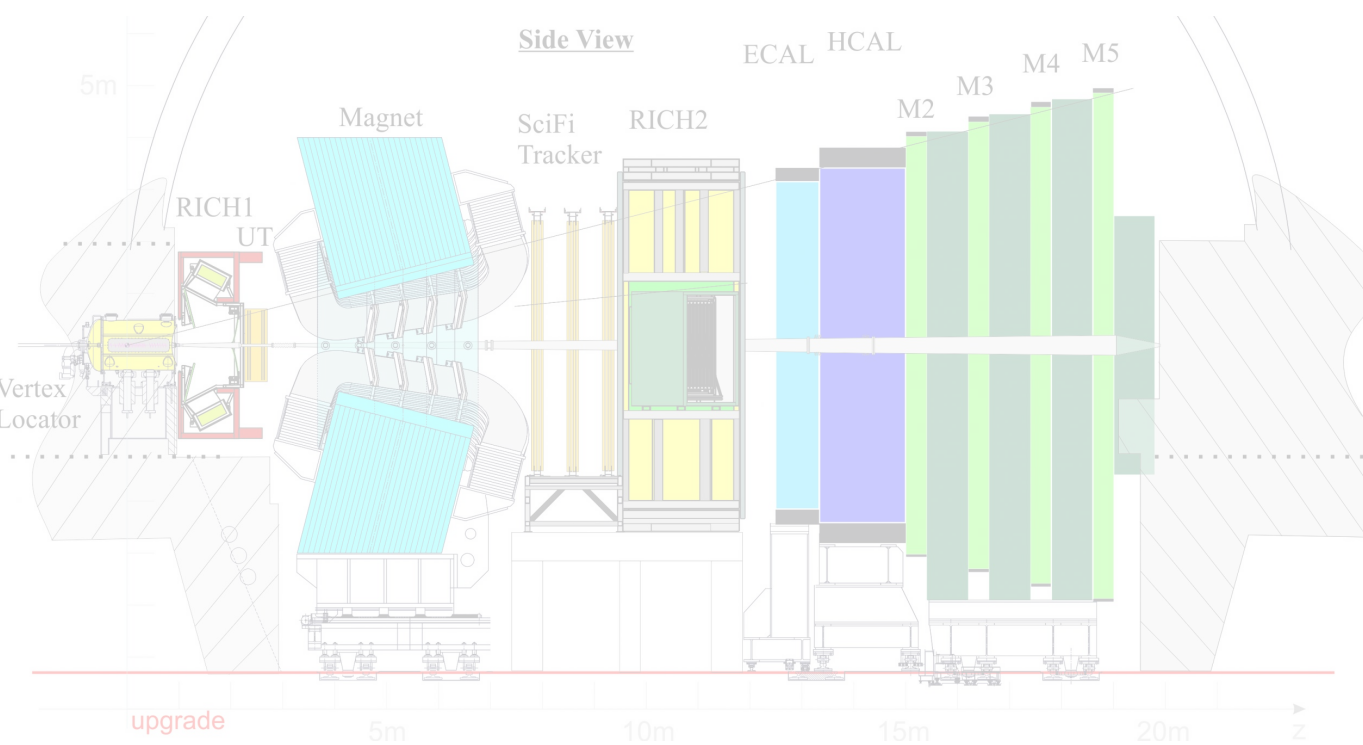 Side View
ECAL
HCAL
M5
M4
M3
M2
5m
Magnet
SciFi
Tracker
RICH2
RICH1
UT
Vertex
Locator
upgrade
5m
10m
15m
20m
z